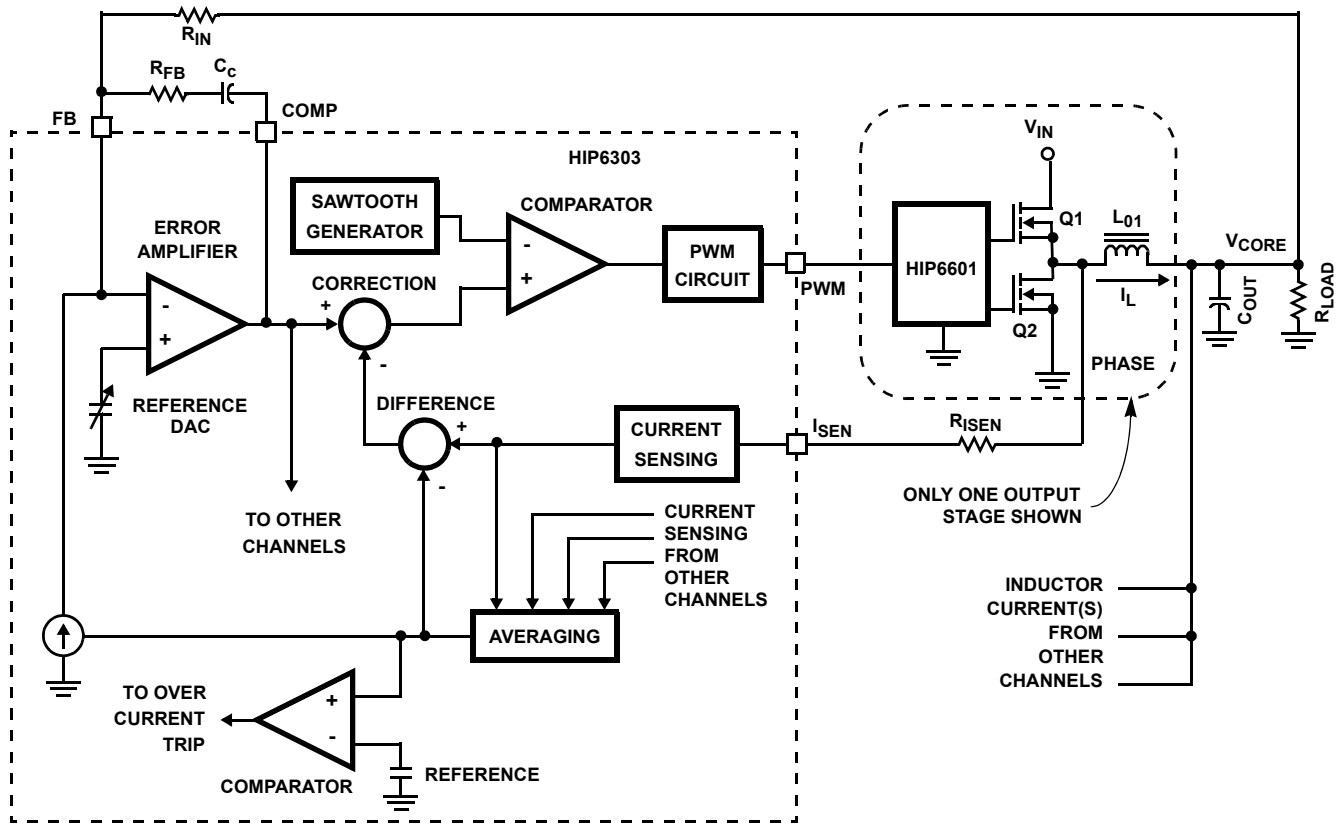 R_IN
R_FB
C_c
FB
COMP
HIP6303
V_IN
SAWTOOTH
GENERATOR
COMPARATOR
ERROR
AMPLIFIER
-
+
PWM
CIRCUIT
PWM
HIP6601
Q1
Q2
L_01
I_L
V_CORE
C_OUT
R_LOAD
PHASE
CORRECTION
+
-
-
+
REFERENCE
DAC
DIFFERENCE
+
-
CURRENT
SENSING
I_SEN
R_ISEN
ONLY ONE OUTPUT
STAGE SHOWN
TO OTHER
CHANNELS
CURRENT
SENSING
FROM
OTHER
CHANNELS
INDUCTOR
CURRENT(S)
FROM
OTHER
CHANNELS
AVERAGING
TO OVER
CURRENT
TRIP
+
-
COMPARATOR
REFERENCE